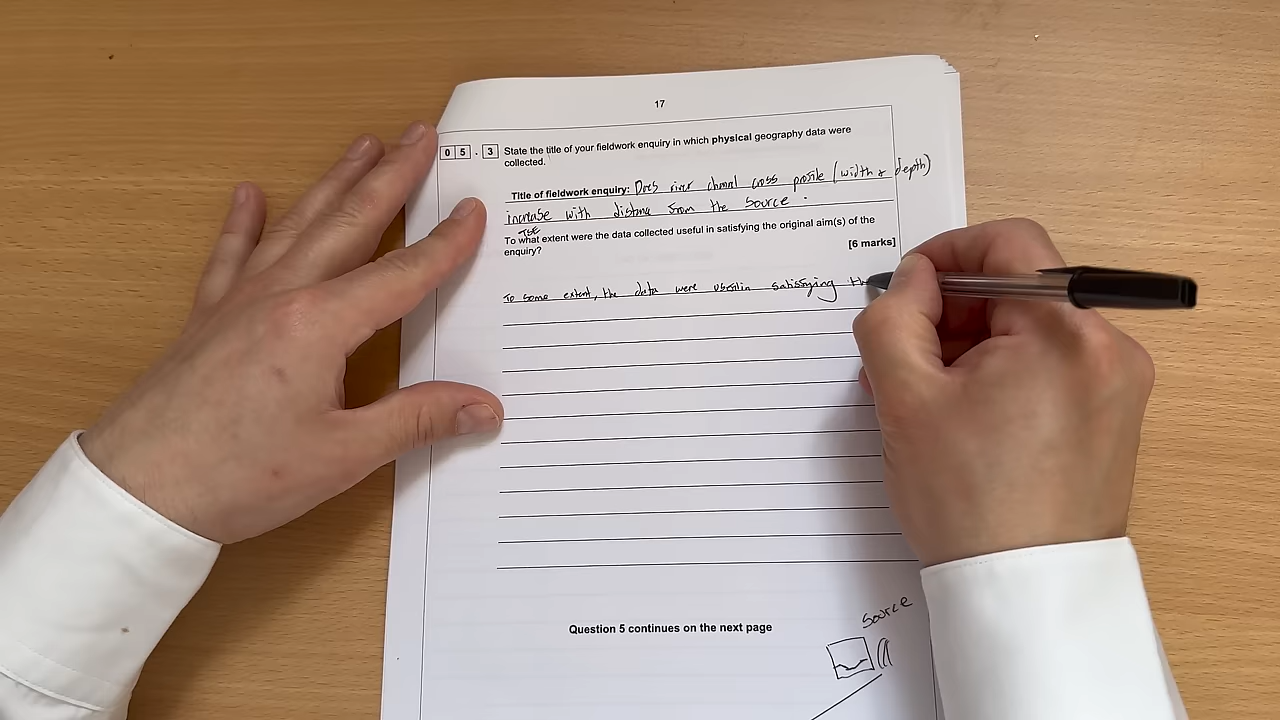 17
05.3 State the title of your fieldwork enquiry in which physical geography data were
collected.
Title of fieldwork enquiry: Does river channel cross profile (width & depth)
increase with distance from the source.
TSE
To what extent were the data collected useful in satisfying the original aim(s) of the
enquiry?
[6 marks]
To some extent, the data were useful in satisfying th
Question 5 continues on the next page
Source